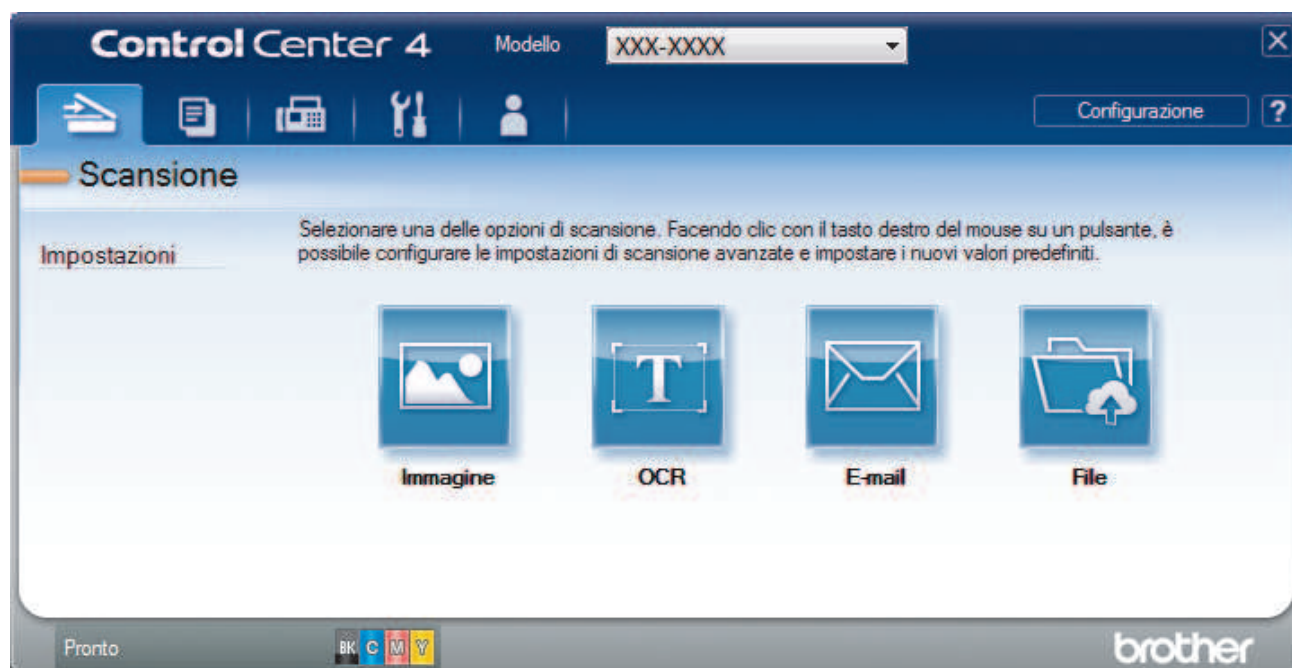 ControlCenter 4
Modello
XXX-XXXX
Configurazione
?
Scansione
Impostazioni
Selezionare una delle opzioni di scansione. Facendo clic con il tasto destro del mouse su un pulsante, è
possibile configurare le impostazioni di scansione avanzate e impostare i nuovi valori predefiniti.
T
Immagine
OCR
E-mail
File
Pronto
BK C M Y
brother